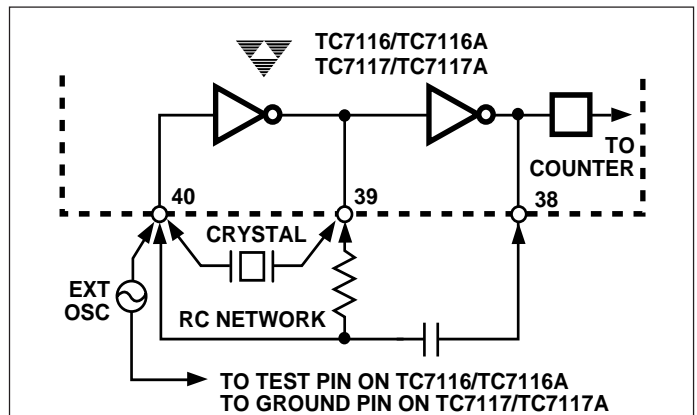 TC7116/TC7116A
TC7117/TC7117A
TO
COUNTER
40
39
38
CRYSTAL
EXT
OSC
RC NETWORK
TO TEST PIN ON TC7116/TC7116A
TO GROUND PIN ON TC7117/TC7117A